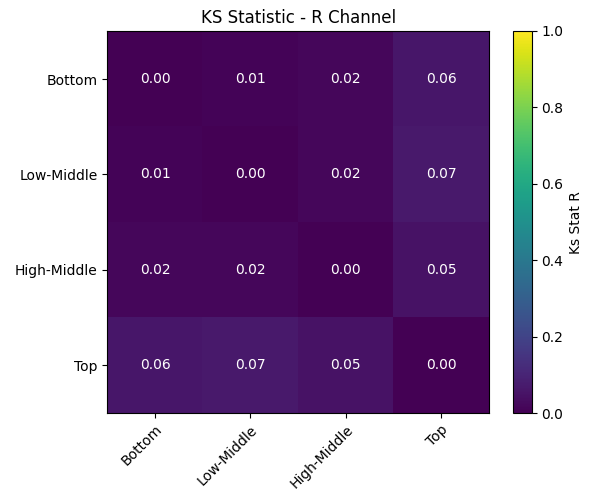 KS Statistic - R Channel
Bottom 0.00 0.01 0.02 0.06
Low-Middle 0.01 0.00 0.02 0.07
High-Middle 0.02 0.02 0.00 0.05
Top 0.06 0.07 0.05 0.00
Bottom Low-Middle High-Middle Top
1.0
0.8
0.6
0.4
0.2
0.0
Ks Stat R